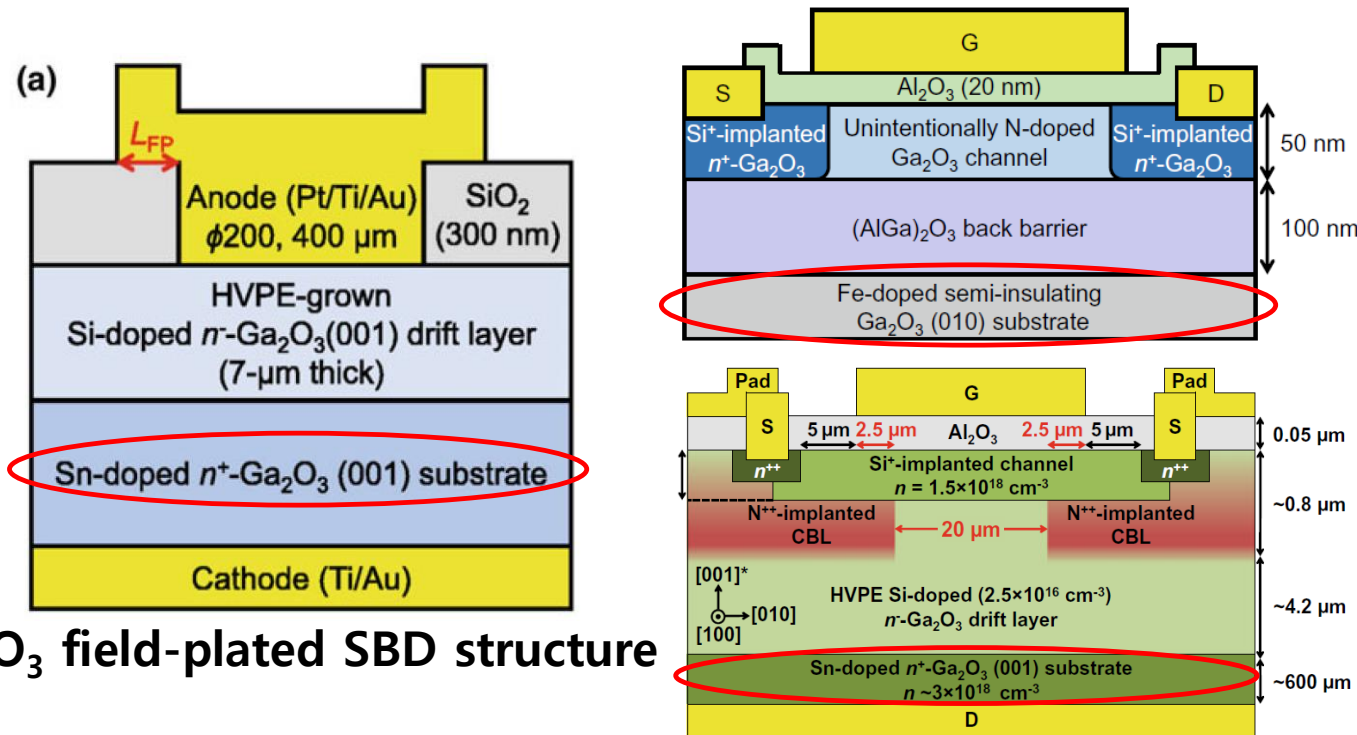 (a)
L_FP
Anode (Pt/Ti/Au)
ϕ200, 400 μm
SiO₂
(300 nm)
HVPE-grown
Si-doped n⁻-Ga₂O₃(001) drift layer
(7-μm thick)
Sn-doped n⁺-Ga₂O₃ (001) substrate
Cathode (Ti/Au)
O₃ field-plated SBD structure
G
S
Al₂O₃ (20 nm)
D
Si⁺-implanted
n⁺-Ga₂O₃
Unintentionally N-doped
Ga₂O₃ channel
Si⁺-implanted
n⁺-Ga₂O₃
50 nm
(AlGa)₂O₃ back barrier
100 nm
Fe-doped semi-insulating
Ga₂O₃ (010) substrate
Pad
G
Pad
S
5 μm
2.5 μm
Al₂O₃
2.5 μm
5 μm
S
0.05 μm
n⁺⁺
Si⁺-implanted channel
n = 1.5×10¹⁸ cm⁻³
n⁺⁺
N⁺⁺-implanted
CBL
20 μm
N⁺⁺-implanted
CBL
~0.8 μm
[001]*
[010]
[100]
HVPE Si-doped (2.5×10¹⁶ cm⁻³)
n⁻-Ga₂O₃ drift layer
~4.2 μm
Sn-doped n⁺-Ga₂O₃ (001) substrate
n ~3×10¹⁸ cm⁻³
~600 μm
D